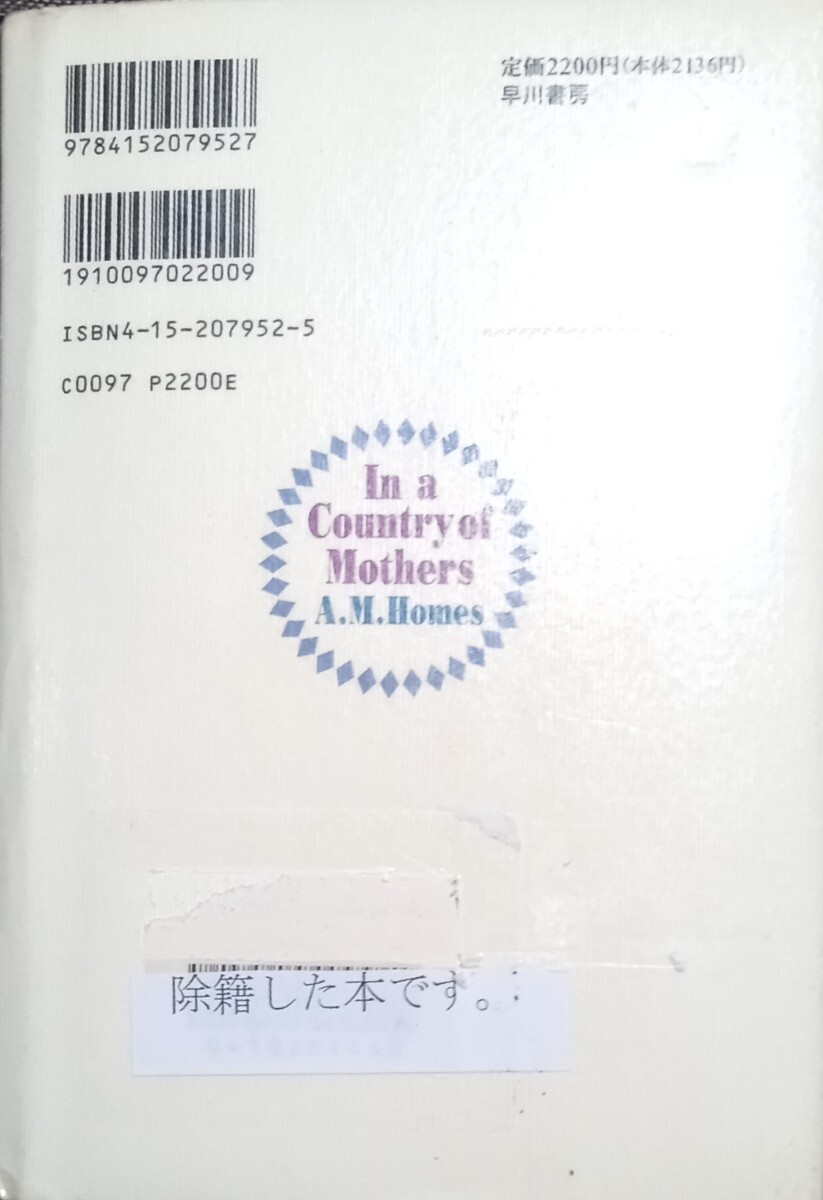 定価2200円(本体2136円)
早川書房
9784152079527
1910097022009
ISBN4-15-207952-5
C0097 P2200E
In a
Country of
Mothers
A.M.Homes
除籍した本です。